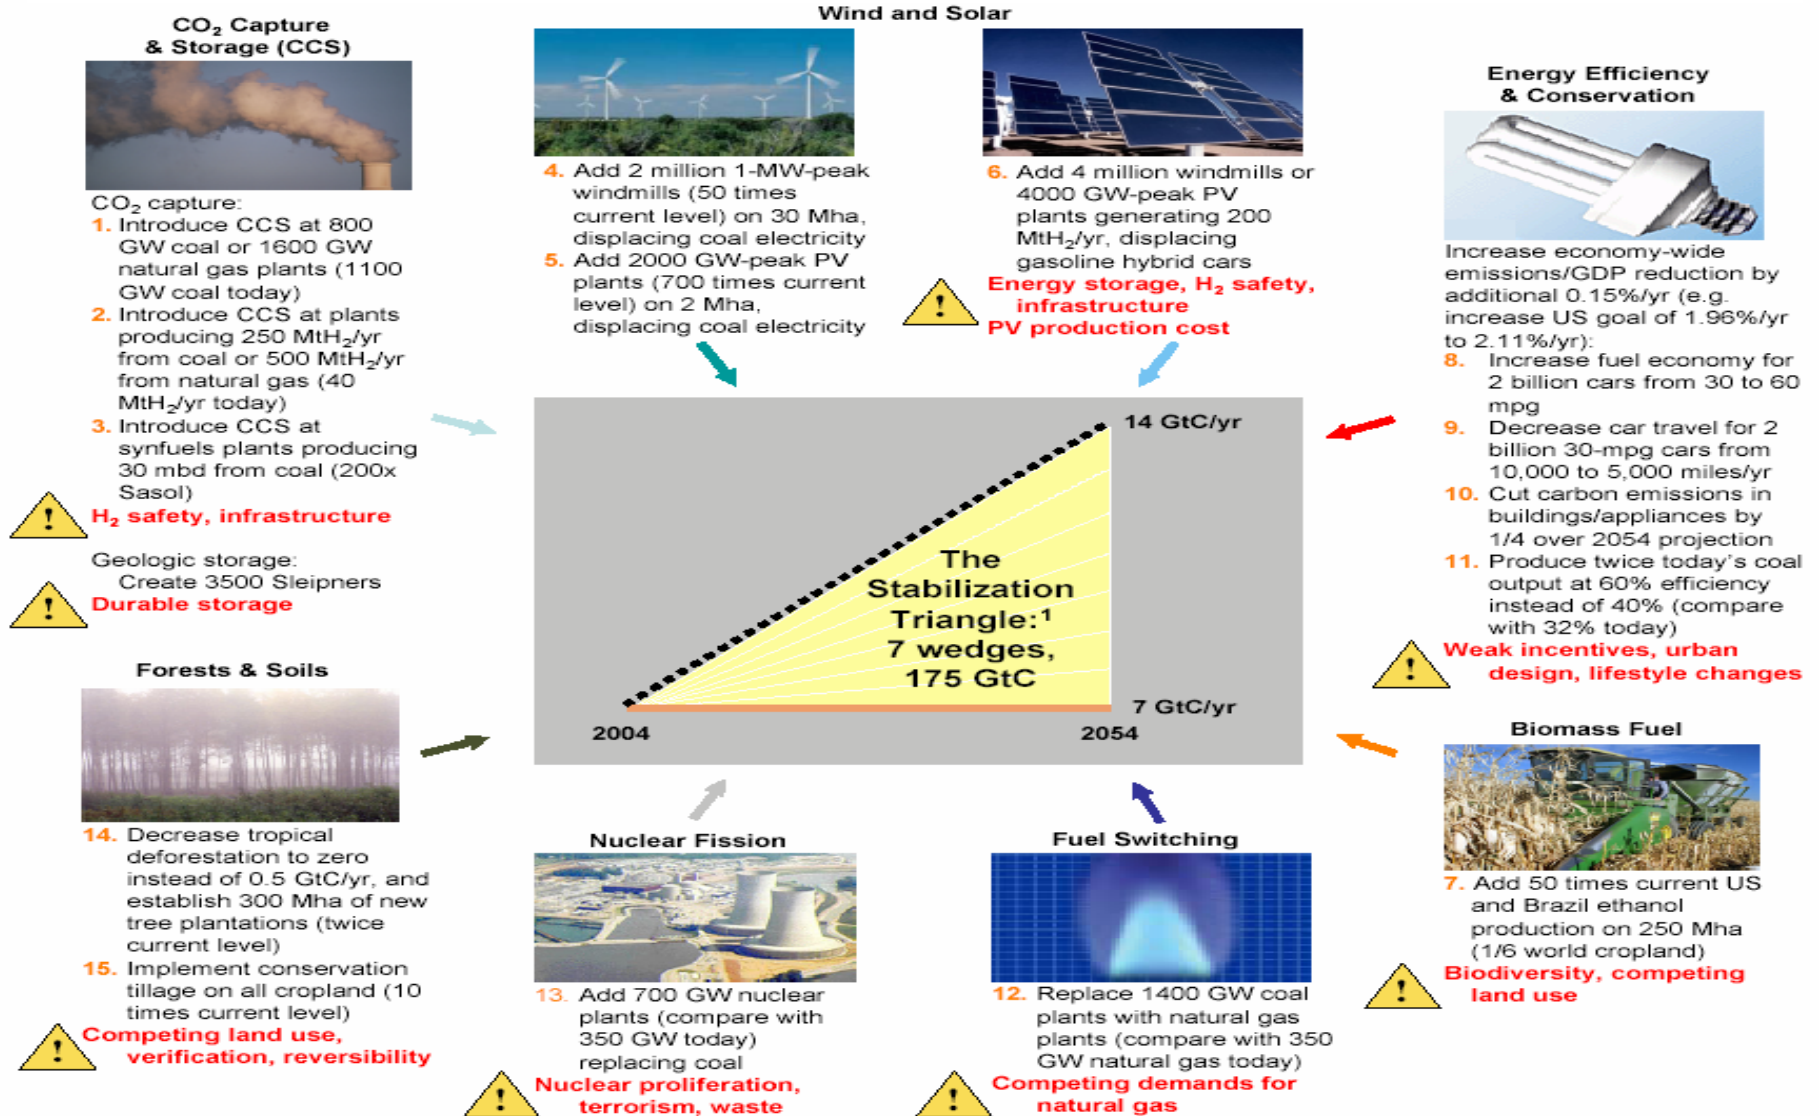 CO₂ Capture
& Storage (CCS)
CO₂ capture:
1. Introduce CCS at 800
GW coal or 1600 GW
natural gas plants (1100
GW coal today)
2. Introduce CCS at plants
producing 250 MtH₂/yr
from coal or 500 MtH₂/yr
from natural gas (40
MtH₂/yr today)
3. Introduce CCS at
synfuels plants producing
30 mbd from coal (200x
Sasol)
!
H₂ safety, infrastructure
Geologic storage:
Create 3500 Sleipners
!
Durable storage
Wind and Solar
4. Add 2 million 1-MW-peak
windmills (50 times
current level) on 30 Mha,
displacing coal electricity
5. Add 2000 GW-peak PV
plants (700 times current
level) on 2 Mha,
displacing coal electricity
6. Add 4 million windmills or
4000 GW-peak PV
plants generating 200
MtH₂/yr, displacing
gasoline hybrid cars
!
Energy storage, H₂ safety,
infrastructure
PV production cost
Energy Efficiency
& Conservation
Increase economy-wide
emissions/GDP reduction by
additional 0.15%/yr (e.g.
increase US goal of 1.96%/yr
to 2.11%/yr):
8. Increase fuel economy for
2 billion cars from 30 to 60
mpg
9. Decrease car travel for 2
billion 30-mpg cars from
10,000 to 5,000 miles/yr
10. Cut carbon emissions in
buildings/appliances by
1/4 over 2054 projection
11. Produce twice today's coal
output at 60% efficiency
instead of 40% (compare
with 32% today)
!
Weak incentives, urban
design, lifestyle changes
14 GtC/yr
The
Stabilization
Triangle:¹
7 wedges,
175 GtC
7 GtC/yr
2004
2054
Forests & Soils
14. Decrease tropical
deforestation to zero
instead of 0.5 GtC/yr, and
establish 300 Mha of new
tree plantations (twice
current level)
15. Implement conservation
tillage on all cropland (10
times current level)
!
Competing land use,
verification, reversibility
Nuclear Fission
13. Add 700 GW nuclear
plants (compare with
350 GW today)
replacing coal
!
Nuclear proliferation,
terrorism, waste
Fuel Switching
12. Replace 1400 GW coal
plants with natural gas
plants (compare with 350
GW natural gas today)
!
Competing demands for
natural gas
Biomass Fuel
7. Add 50 times current US
and Brazil ethanol
production on 250 Mha
(1/6 world cropland)
!
Biodiversity, competing
land use